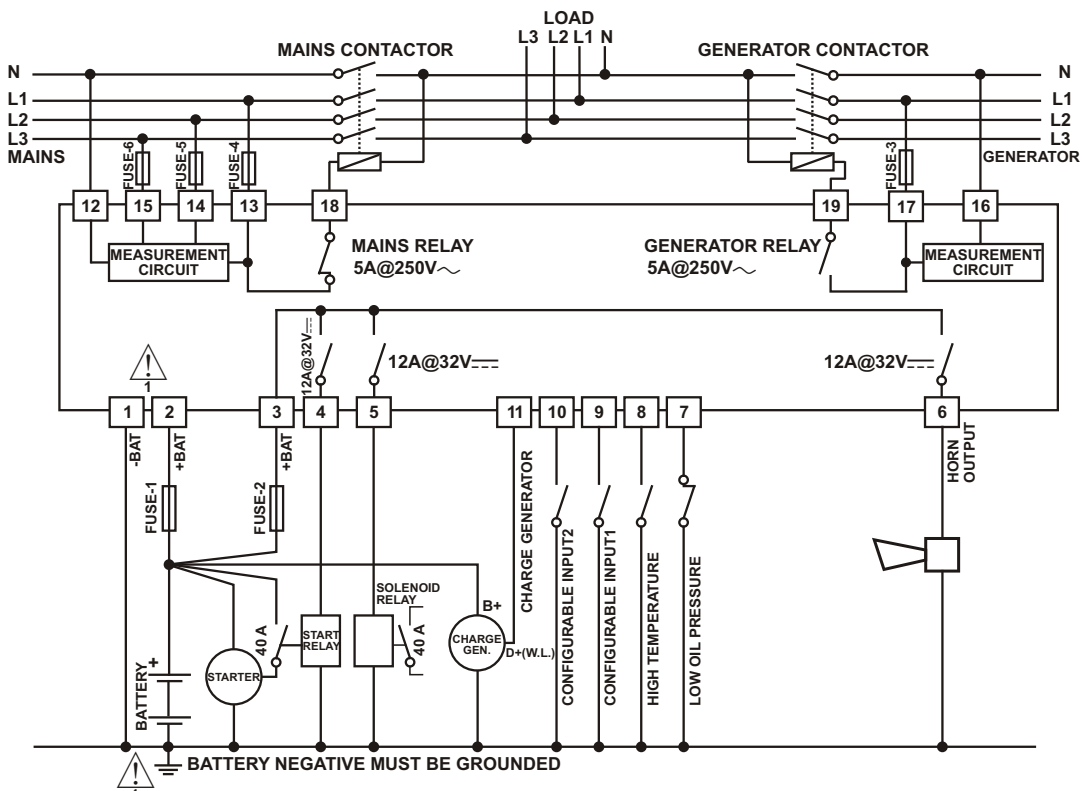 LOAD
L3 L2 L1 N
MAINS CONTACTOR
GENERATOR CONTACTOR
N
L1
L2
L3
MAINS
N
L1
L2
L3
GENERATOR
FUSE-6
FUSE-5
FUSE-4
FUSE-3
12
15
14
13
18
19
17
16
MEASUREMENT
CIRCUIT
MAINS RELAY
5A@250V
GENERATOR RELAY
5A@250V
MEASUREMENT
CIRCUIT
12A@32V
12A@32V
12A@32V
!
1
1
2
3
4
5
11
10
9
8
7
6
-BAT
+BAT
+BAT
FUSE-1
FUSE-2
CHARGE GENERATOR
CONFIGURABLE INPUT2
CONFIGURABLE INPUT1
HIGH TEMPERATURE
LOW OIL PRESSURE
HORN
OUTPUT
BATTERY
+
STARTER
40 A
START
RELAY
SOLENOID
RELAY
40 A
B+
CHARGE
GEN.
D+(W.L.)
!
BATTERY NEGATIVE MUST BE GROUNDED